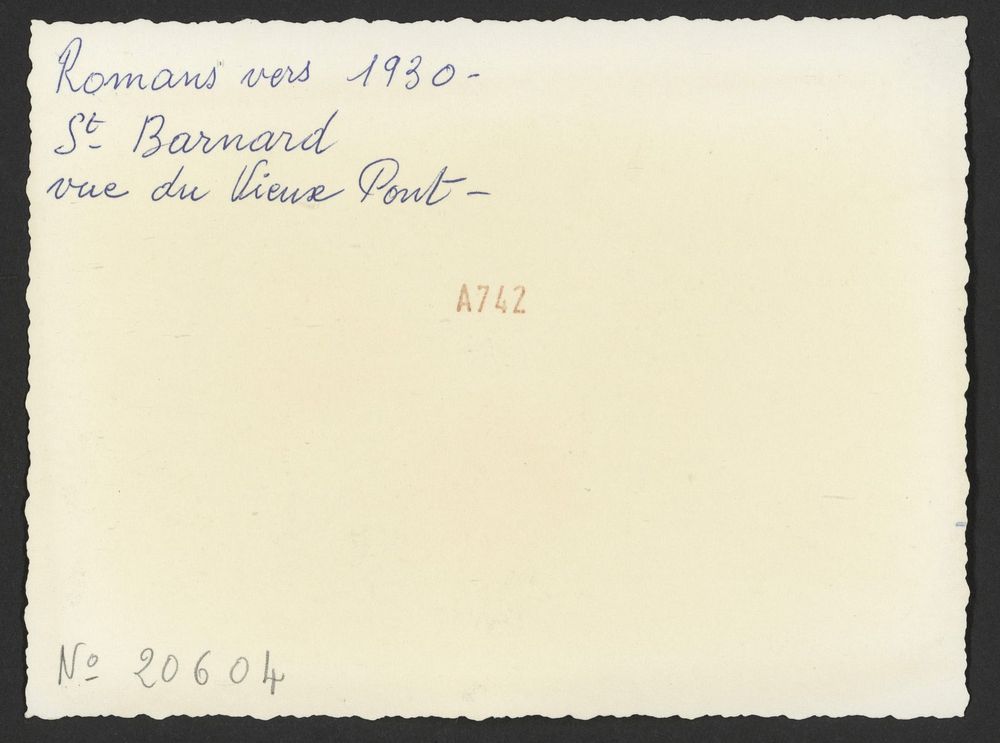 Romans vers 1930-
St Barnard
vue du Vieux Pont -
A742
No 20604